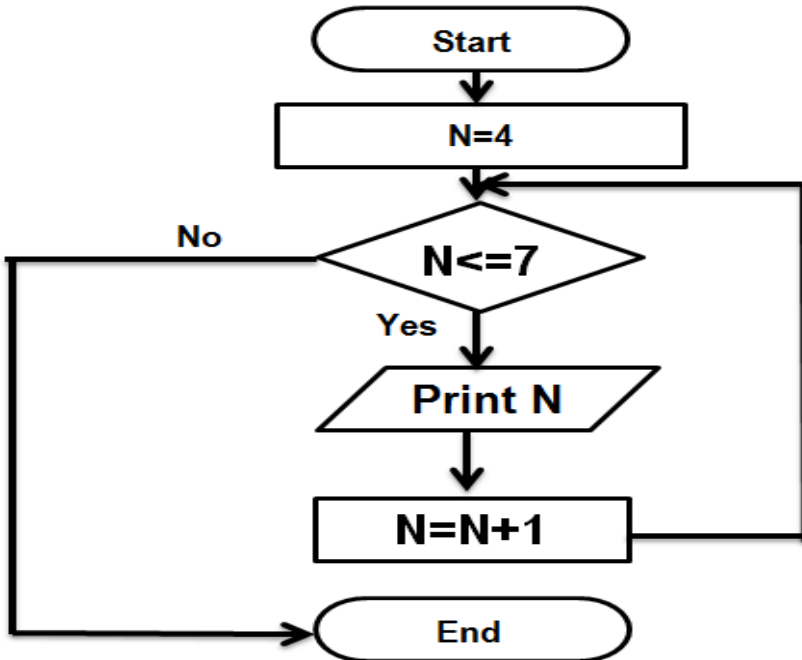 Start
N=4
N<=7
No
Yes
Print N
N=N+1
End